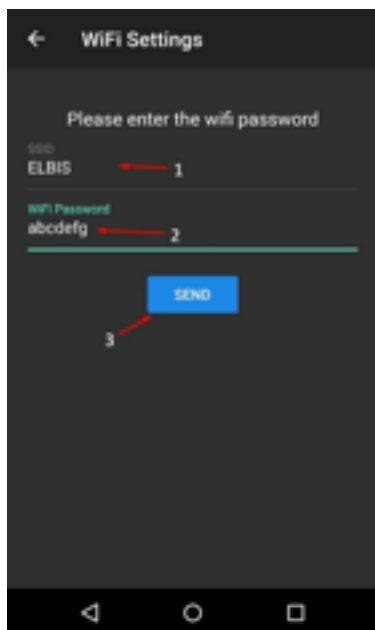 WiFi Settings
Please enter the wifi password
SSID
ELBIS
1
WiFi Password
abcdefg
2
SEND
3